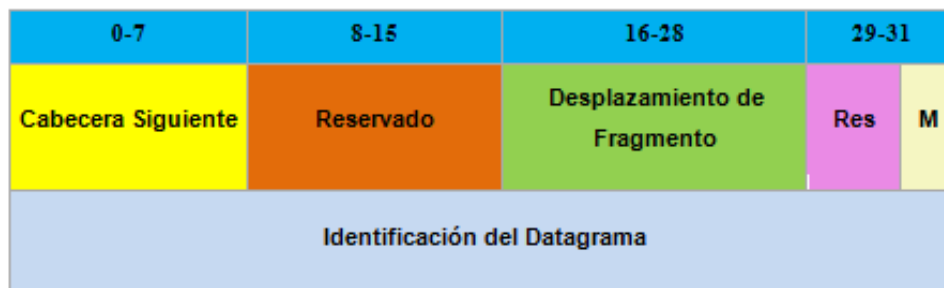 0-7 8-15 16-28 29-31
Cabecera Siguiente Reservado Desplazamiento de Fragmento Res M
Identificación del Datagrama